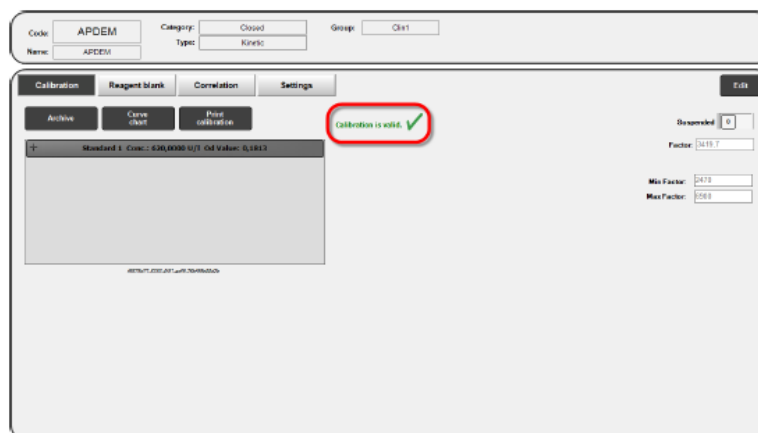 Code: APDEM
Category: Closed
Group: Clin1
Name: APDEM
Type: Kinetic
Calibration Reagent blank Correlation Settings
Edit
Archive
Curve chart
Print calibration
Calibration is valid.
Suspended 0
+ Standard 1 Conc.: 620,0000 U/l Od Value: 0,1813
Factor: 3419,7
Min Factor: 2470
Max Factor: